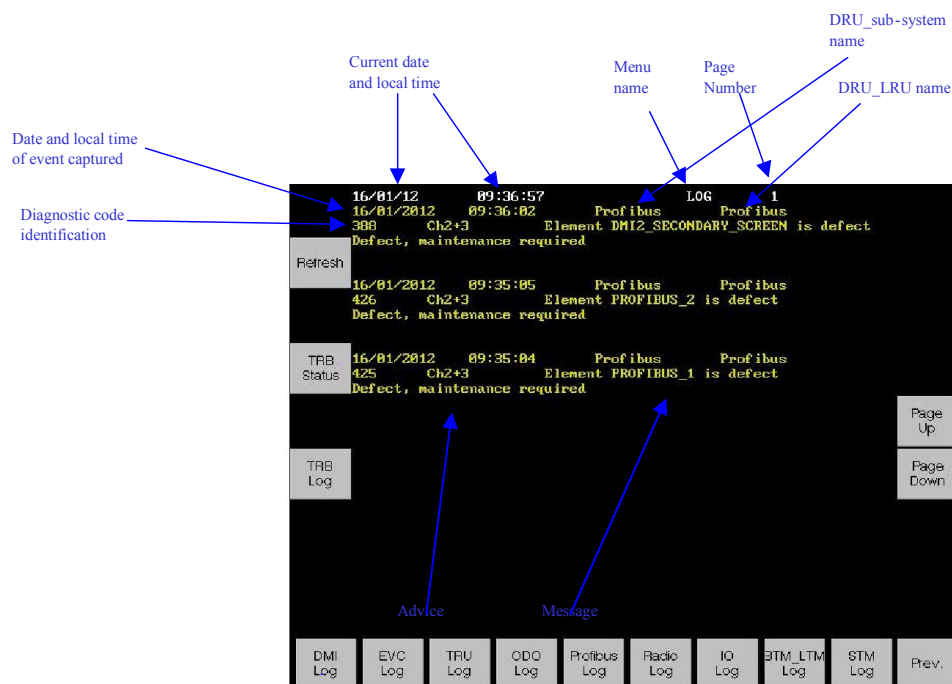 DRU_sub-system
name
Current date
and local time
Menu
name
Page
Number
DRU_LRU name
Date and local time
of event captured
Diagnostic code
identification
16/01/12 09:36:57 LOG 1
16/01/2012 09:36:02 Profibus Profibus
388 Ch2+3 Element DMI2_SECONDARY_SCREEN is defect
Defect, maintenance required
Refresh
16/01/2012 09:35:05 Profibus Profibus
426 Ch2+3 Element PROFIBUS_2 is defect
Defect, maintenance required
TRB
Status
16/01/2012 09:35:04 Profibus Profibus
425 Ch2+3 Element PROFIBUS_1 is defect
Defect, maintenance required
Page
Up
TRB
Log
Page
Down
Advice
Message
DMI
Log
EVC
Log
TRU
Log
ODO
Log
Profibus
Log
Radio
Log
IO
Log
BTM_LTM
Log
STM
Log
Prev.